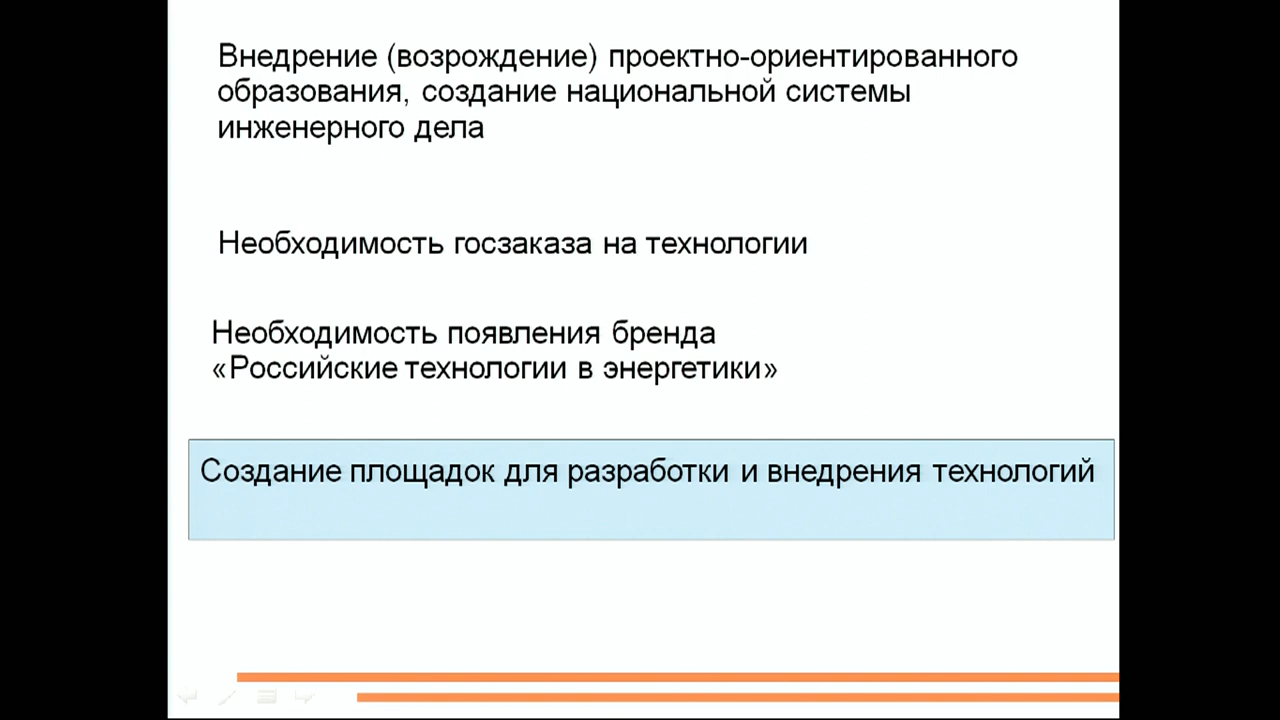 Внедрение (возрождение) проектно-ориентированного
образования, создание национальной системы
инженерного дела
Необходимость госзаказа на технологии
Необходимость появления бренда
«Российские технологии в энергетики»
Создание площадок для разработки и внедрения технологий